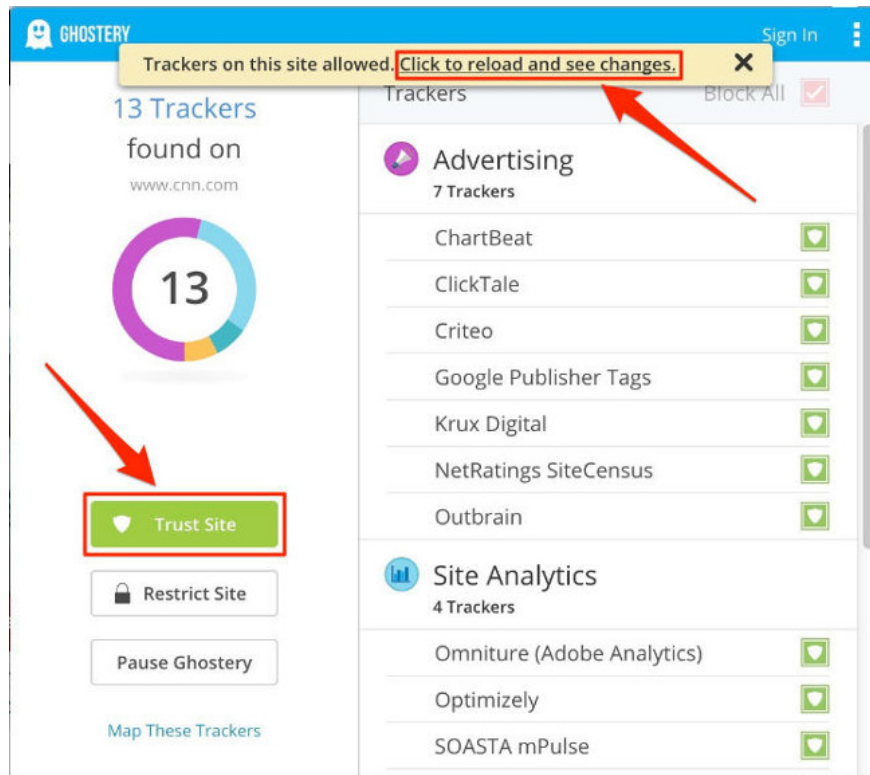 GHOSTERY
Sign In
Trackers on this site allowed. Click to reload and see changes.
13 Trackers
found on
www.cnn.com
13
Trust Site
Restrict Site
Pause Ghostery
Map These Trackers
Trackers
Block All
Advertising
7 Trackers
ChartBeat
ClickTale
Criteo
Google Publisher Tags
Krux Digital
NetRatings SiteCensus
Outbrain
Site Analytics
4 Trackers
Omniture (Adobe Analytics)
Optimizely
SOASTA mPulse